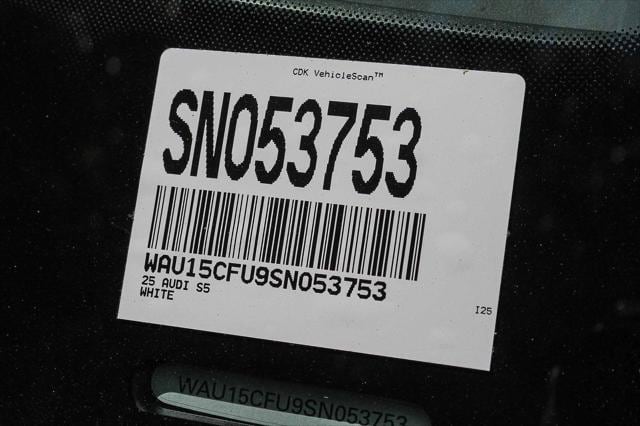 CDK VehicleScan™
SN053753
WAU15CFU9SN053753
25 AUDI S5
WHITE
I25
WAU15CFU9SN053753